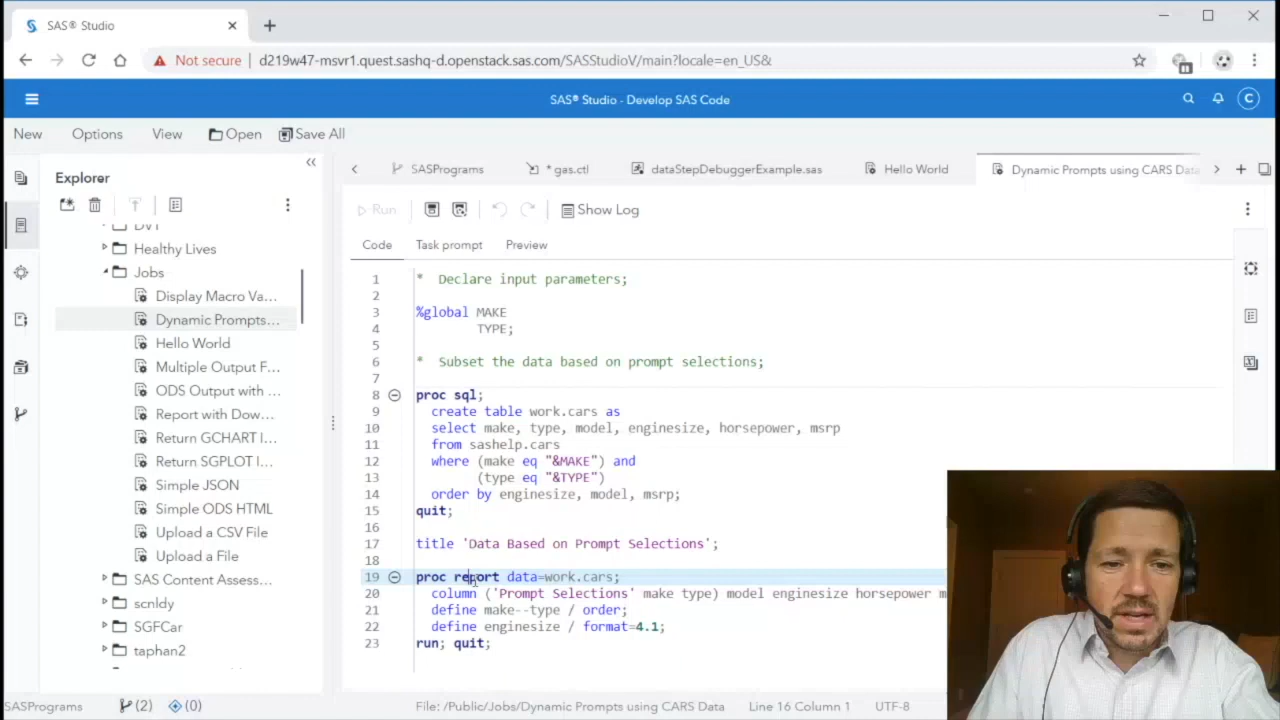 SAS® Studio
Not secure d219w47-msvr1.quest.sashq-d.openstack.sas.com/SASStudioV/main?locale=en_US&
SAS® Studio - Develop SAS Code C
New Options View Open Save All
Explorer
SASPrograms * gas.ctl dataStepDebuggerExample.sas Hello World Dynamic Prompts using CARS Data
Run Show Log
Code Task prompt Preview
Healthy Lives
Jobs
Display Macro Va...
Dynamic Prompts...
Hello World
Multiple Output F...
ODS Output with ...
Report with Dow...
Return GCHART I...
Return SGPLOT I...
Simple JSON
Simple ODS HTML
Upload a CSV File
Upload a File
SAS Content Assess...
scnldy
SGFCar
taphan2
1 * Declare input parameters;
2
3 %global MAKE
4 TYPE;
5
6 * Subset the data based on prompt selections;
7
8 proc sql;
9 create table work.cars as
10 select make, type, model, enginesize, horsepower, msrp
11 from sashelp.cars
12 where (make eq "&MAKE") and
13 (type eq "&TYPE")
14 order by enginesize, model, msrp;
15 quit;
16
17 title 'Data Based on Prompt Selections';
18
19 proc report data=work.cars;
20 column ('Prompt Selections' make type) model enginesize horsepower m
21 define make--type / order;
22 define enginesize / format=4.1;
23 run; quit;
SASPrograms (2) (0) File: /Public/Jobs/Dynamic Prompts using CARS Data Line 16 Column 1 UTF-8